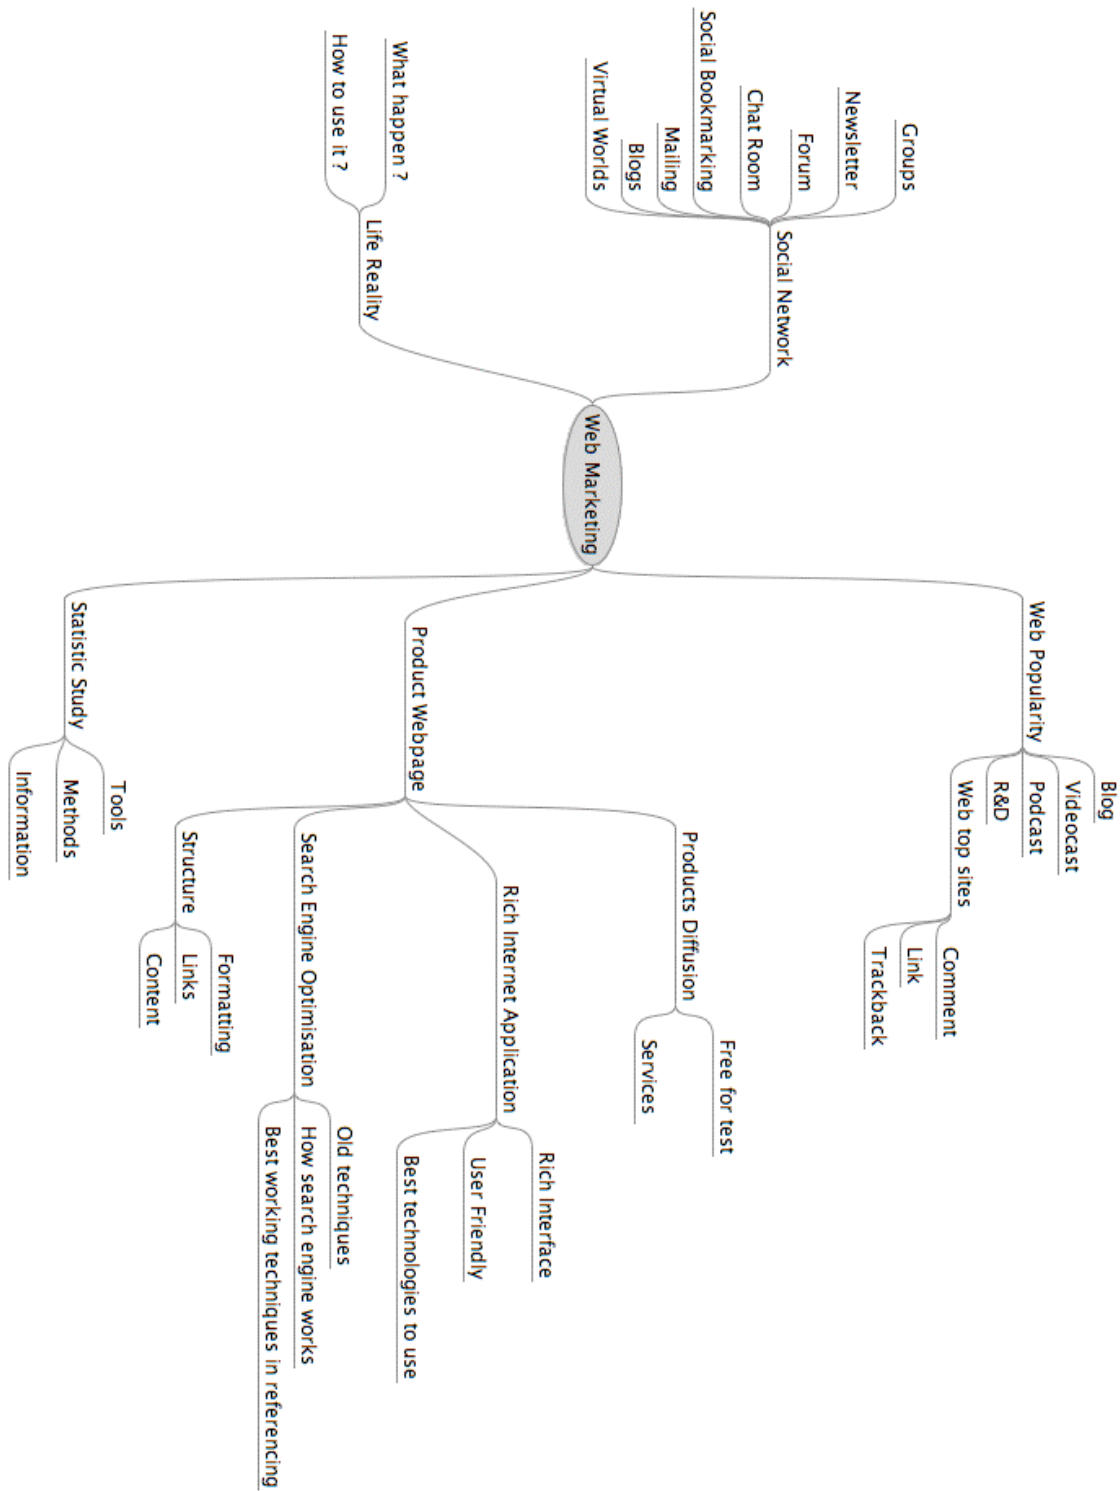 Web Marketing
Social Network
Groups
Newsletter
Forum
Chat Room
Social Bookmarking
Mailing
Blogs
Virtual Worlds
Life Reality
What happen ?
How to use it ?
Web Popularity
Blog
Videocast
Podcast
R&D
Web top sites
Comment
Link
Trackback
Product Webpage
Products Diffusion
Free for test
Services
Rich Internet Application
Rich Interface
User Friendly
Best technologies to use
Search Engine Optimisation
Old techniques
How search engine works
Best working techniques in referencing
Structure
Formatting
Links
Content
Statistic Study
Tools
Methods
Information